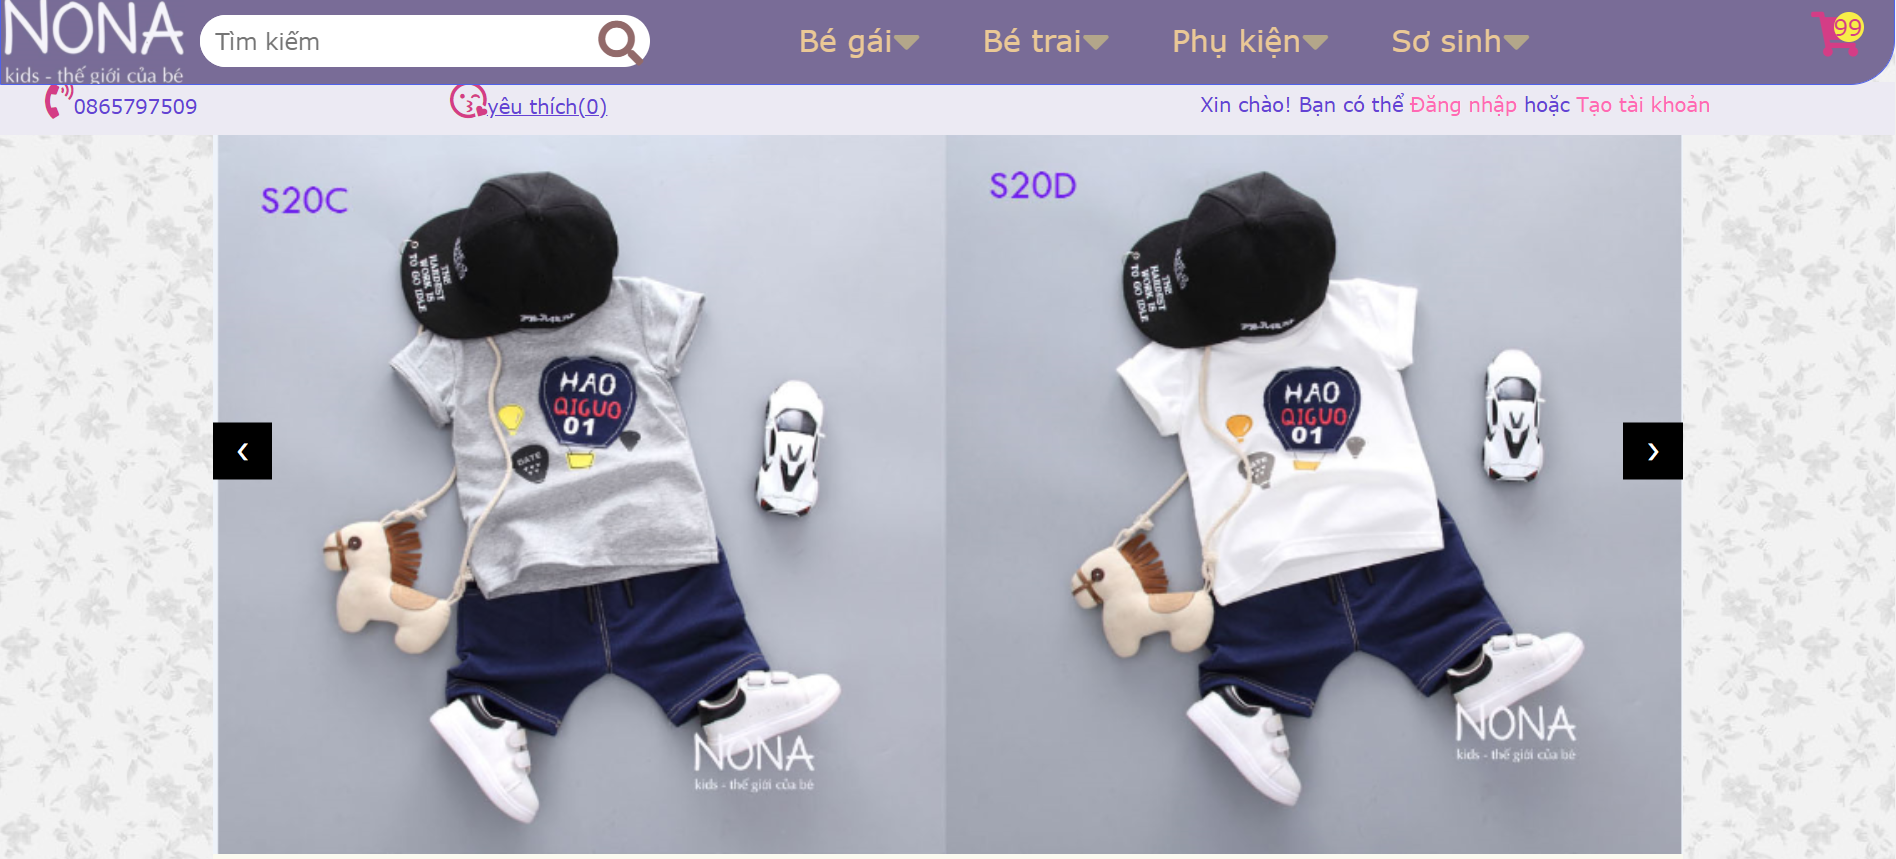 NONA
kids - thế giới của bé
Tìm kiếm
Bé gái
Bé trai
Phụ kiện
Sơ sinh
99
0865797509
yêu thích(0)
Xin chào! Bạn có thể Đăng nhập hoặc Tạo tài khoản
S20C
THE
HARDEST
WORK IS
TO GO IDLE
HAO
QIGUO
01
DATE
NONA
kids - thế giới của bé
S20D
THE
HARDEST
WORK IS
TO GO IDLE
HAO
QIGUO
01
DATE
NONA
kids - thế giới của bé